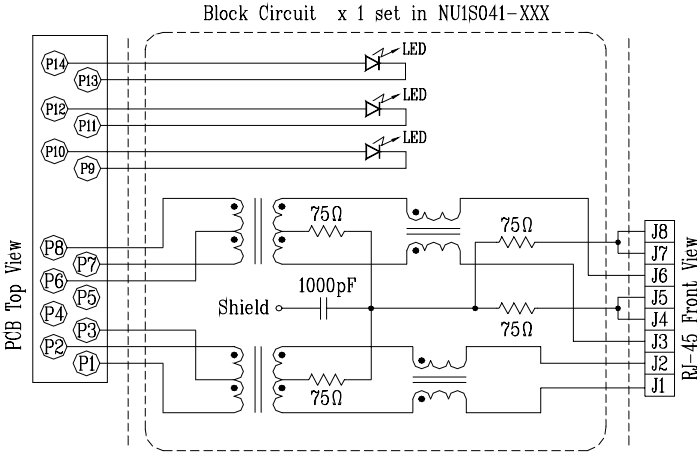 Block Circuit x 1 set in NU1S041-XXX
P14
LED
P13
P12
LED
P11
P10
LED
P9
75Ω
75Ω
P8
J8
P7
J7
P6
J6
P5
1000pF
J5
P4
Shield
J4
P3
75Ω
J3
P2
J2
P1
75Ω
J1
PCB Top View
RJ-45 Front View